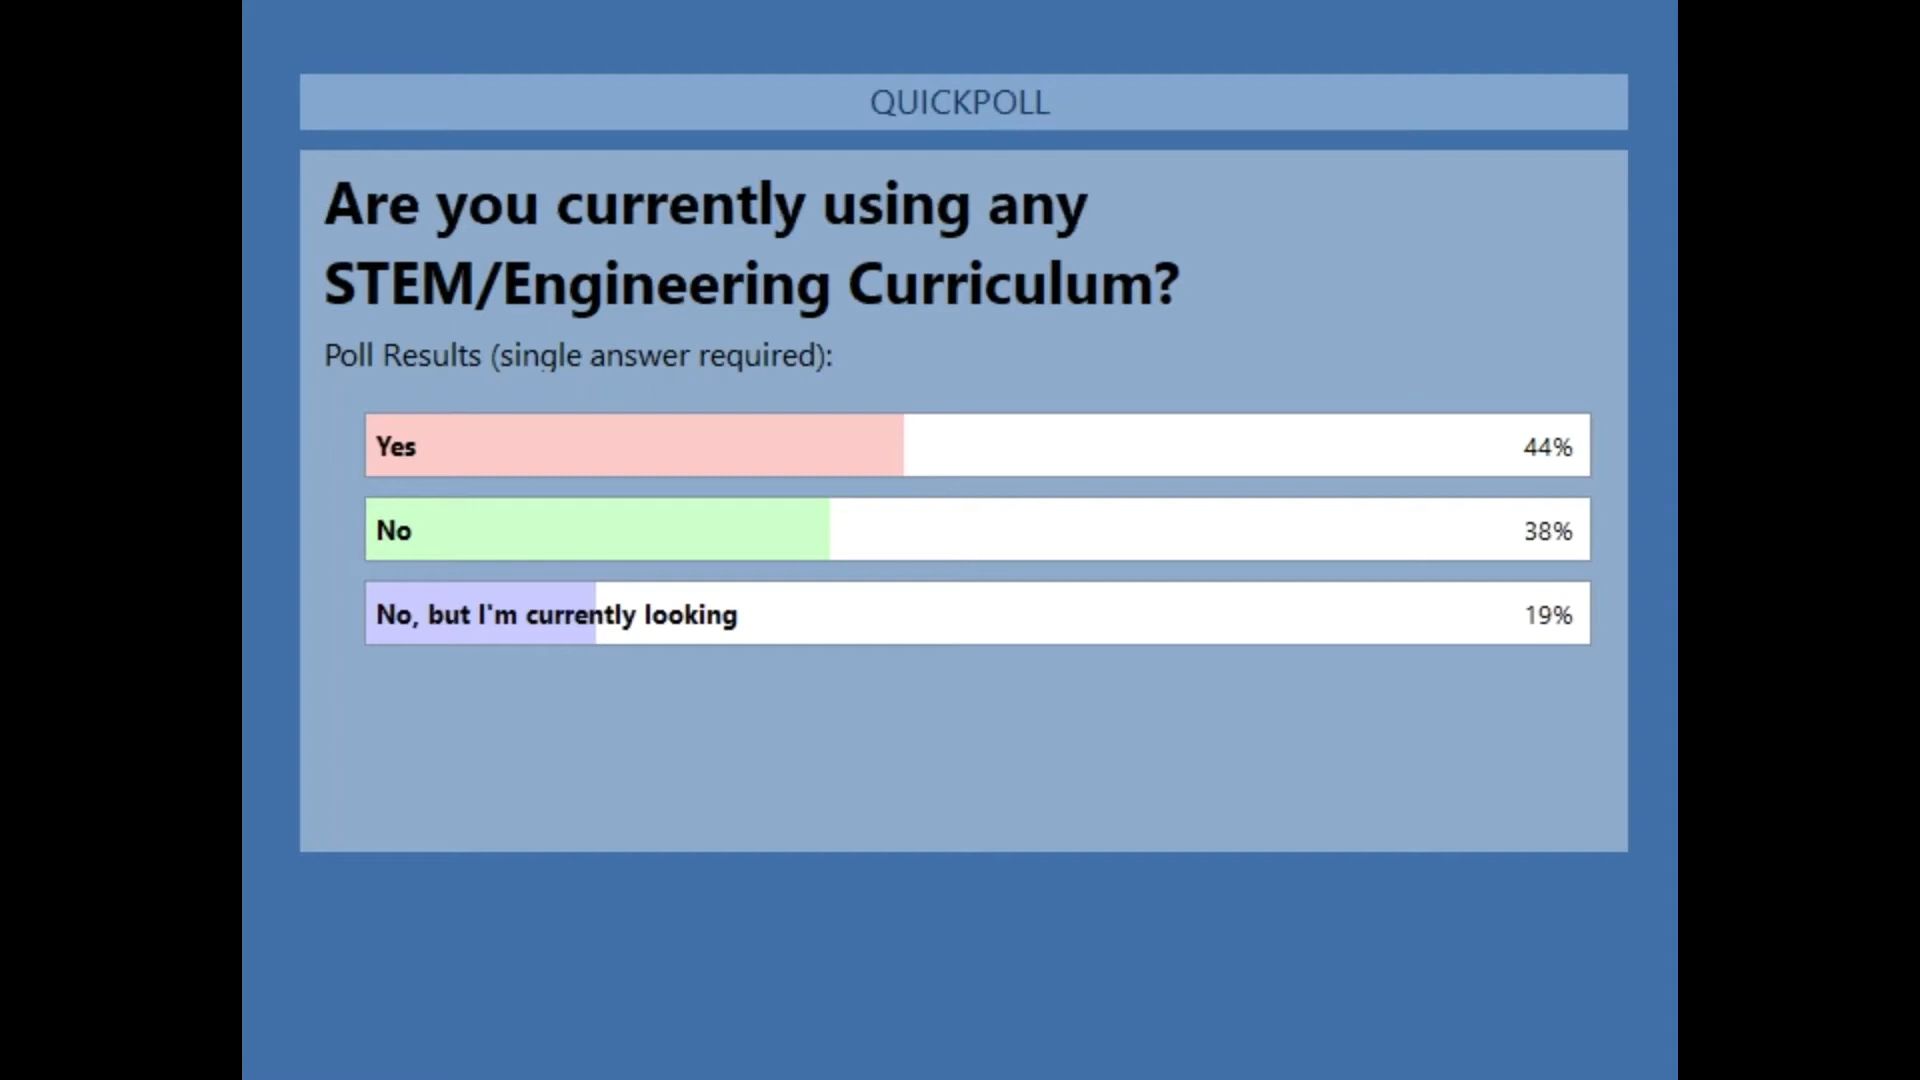 QUICKPOLL
Are you currently using any
STEM/Engineering Curriculum?
Poll Results (single answer required):
Yes 44%
No 38%
No, but I'm currently looking 19%